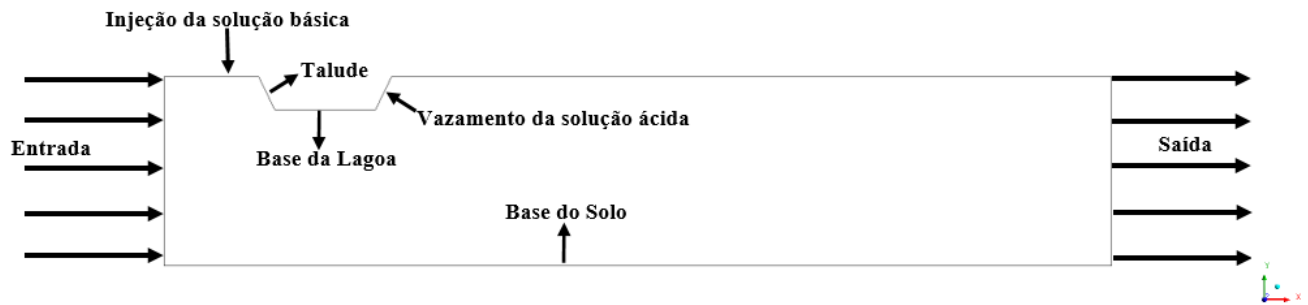 Injeção da solução básica
Talude
Vazamento da solução ácida
Entrada
Base da Lagoa
Saída
Base do Solo
Y
X